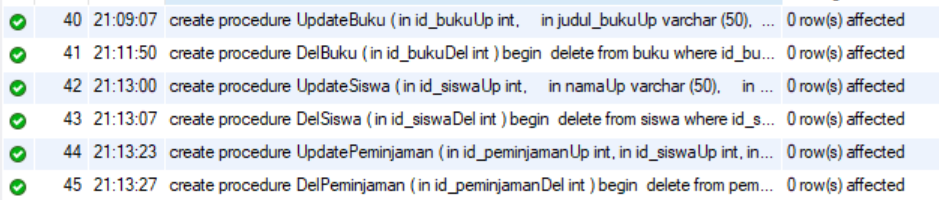 40 21:09:07 create procedure UpdateBuku ( in id_bukuUp int, in judul_bukuUp varchar (50), ... 0 row(s) affected
41 21:11:50 create procedure DelBuku ( in id_bukuDel int ) begin delete from buku where id_bu... 0 row(s) affected
42 21:13:00 create procedure UpdateSiswa ( in id_siswaUp int, in namaUp varchar (50), in ... 0 row(s) affected
43 21:13:07 create procedure DelSiswa ( in id_siswaDel int ) begin delete from siswa where id_s... 0 row(s) affected
44 21:13:23 create procedure UpdatePeminjaman ( in id_peminjamanUp int, in id_siswaUp int, in... 0 row(s) affected
45 21:13:27 create procedure DelPeminjaman ( in id_peminjamanDel int ) begin delete from pem... 0 row(s) affected